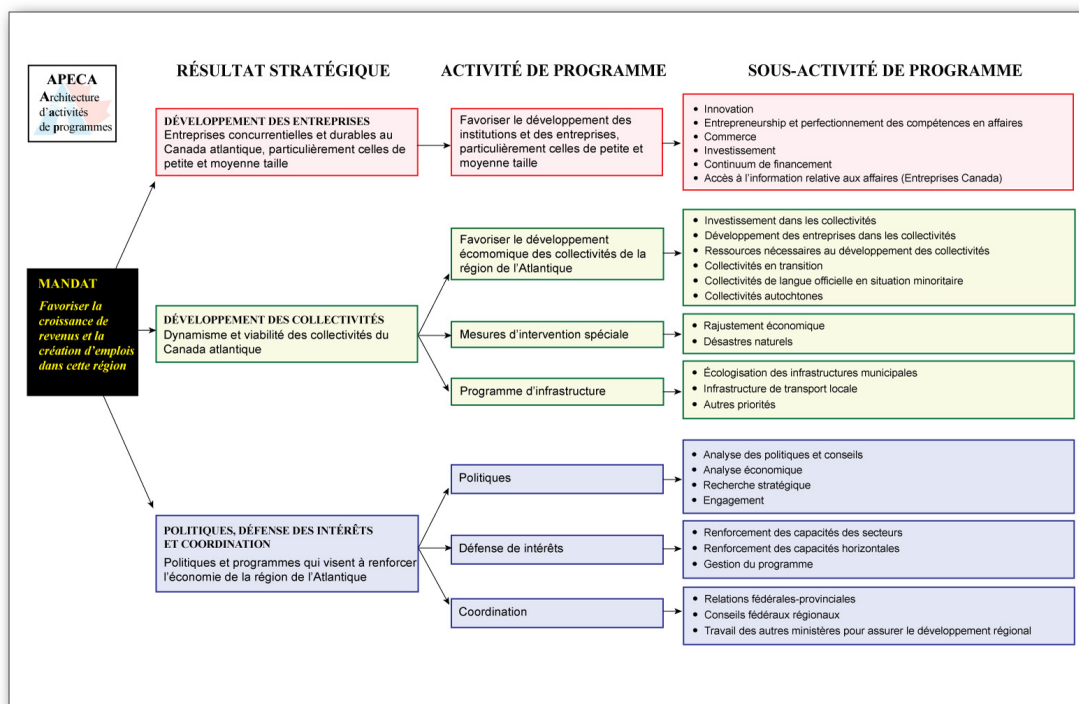 APECA
Architecture
d'activités
de programmes
RÉSULTAT STRATÉGIQUE
ACTIVITÉ DE PROGRAMME
SOUS-ACTIVITÉ DE PROGRAMME
MANDAT
Favoriser la
croissance de
revenus et la
création d'emplois
dans cette région
DÉVELOPPEMENT DES ENTREPRISES
Entreprises concurrentielles et durables au
Canada atlantique, particulièrement celles de
petite et moyenne taille
Favoriser le développement des
institutions et des entreprises,
particulièrement celles de petite et
moyenne taille
• Innovation
• Entrepreneurship et perfectionnement des compétences en affaires
• Commerce
• Investissement
• Continuum de financement
• Accès à l'information relative aux affaires (Entreprises Canada)
DÉVELOPPEMENT DES COLLECTIVITÉS
Dynamisme et viabilité des collectivités du
Canada atlantique
Favoriser le développement
écomomique des collectivités de la
région de l'Atlantique
• Investissement dans les collectivités
• Développement des entreprises dans les collectivités
• Ressources nécessaires au développement des collectivités
• Collectivités en transition
• Collectivités de langue officielle en situation minoritaire
• Collectivités autochtones
Mesures d'intervention spéciale
• Rajustement économique
• Désastres naturels
Programme d'infrastructure
• Écologisation des infrastructures municipales
• Infrastructure de transport locale
• Autres priorités
POLITIQUES, DÉFENSE DES INTÉRÊTS
ET COORDINATION
Politiques et programmes qui visent à renforcer
l'économie de la région de l'Atlantique
Politiques
• Analyse des politiques et conseils
• Analyse économique
• Recherche stratégique
• Engagement
Défense de intérêts
• Renforcement des capacités des secteurs
• Renforcement des capacités horizontales
• Gestion du programme
Coordination
• Relations fédérales-provinciales
• Conseils fédéraux régionaux
• Travail des autres ministères pour assurer le développement régional